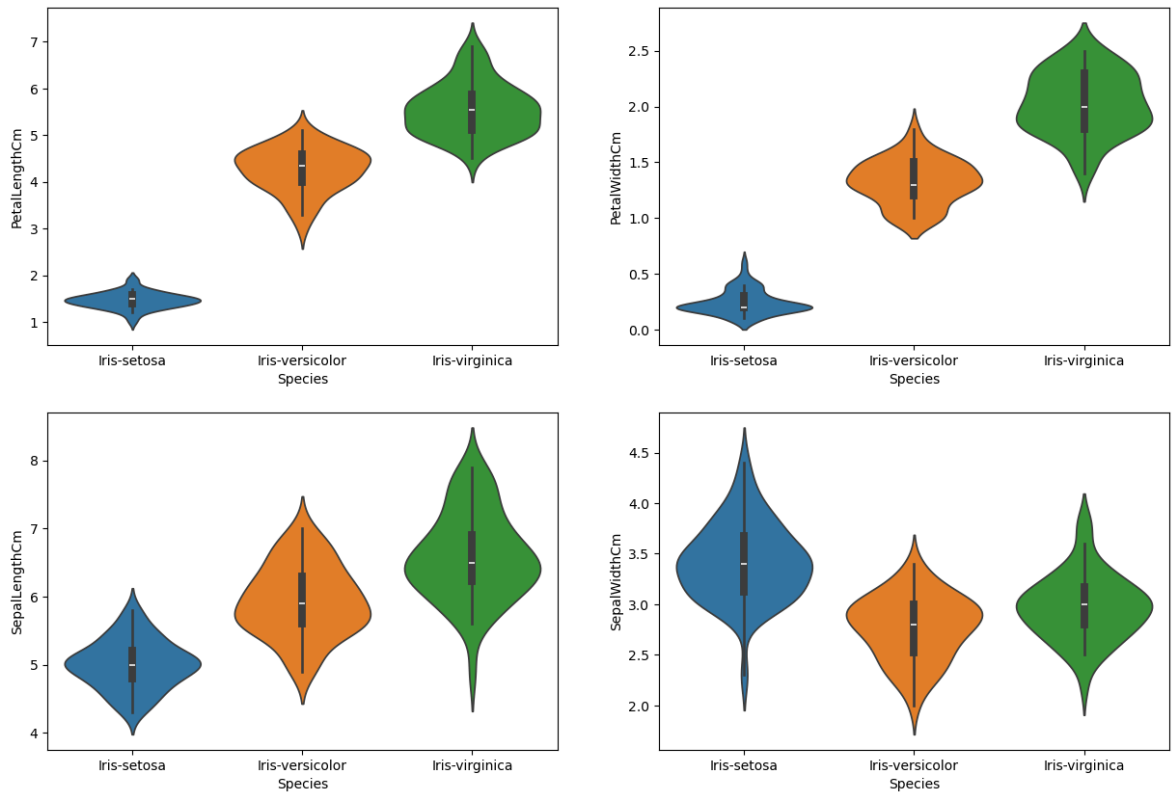 PetalLengthCm
7
6
5
4
3
2
1
Iris-setosa Iris-versicolor Iris-virginica
Species
PetalWidthCm
2.5
2.0
1.5
1.0
0.5
0.0
Iris-setosa Iris-versicolor Iris-virginica
Species
SepalLengthCm
8
7
6
5
4
Iris-setosa Iris-versicolor Iris-virginica
Species
SepalWidthCm
4.5
4.0
3.5
3.0
2.5
2.0
Iris-setosa Iris-versicolor Iris-virginica
Species